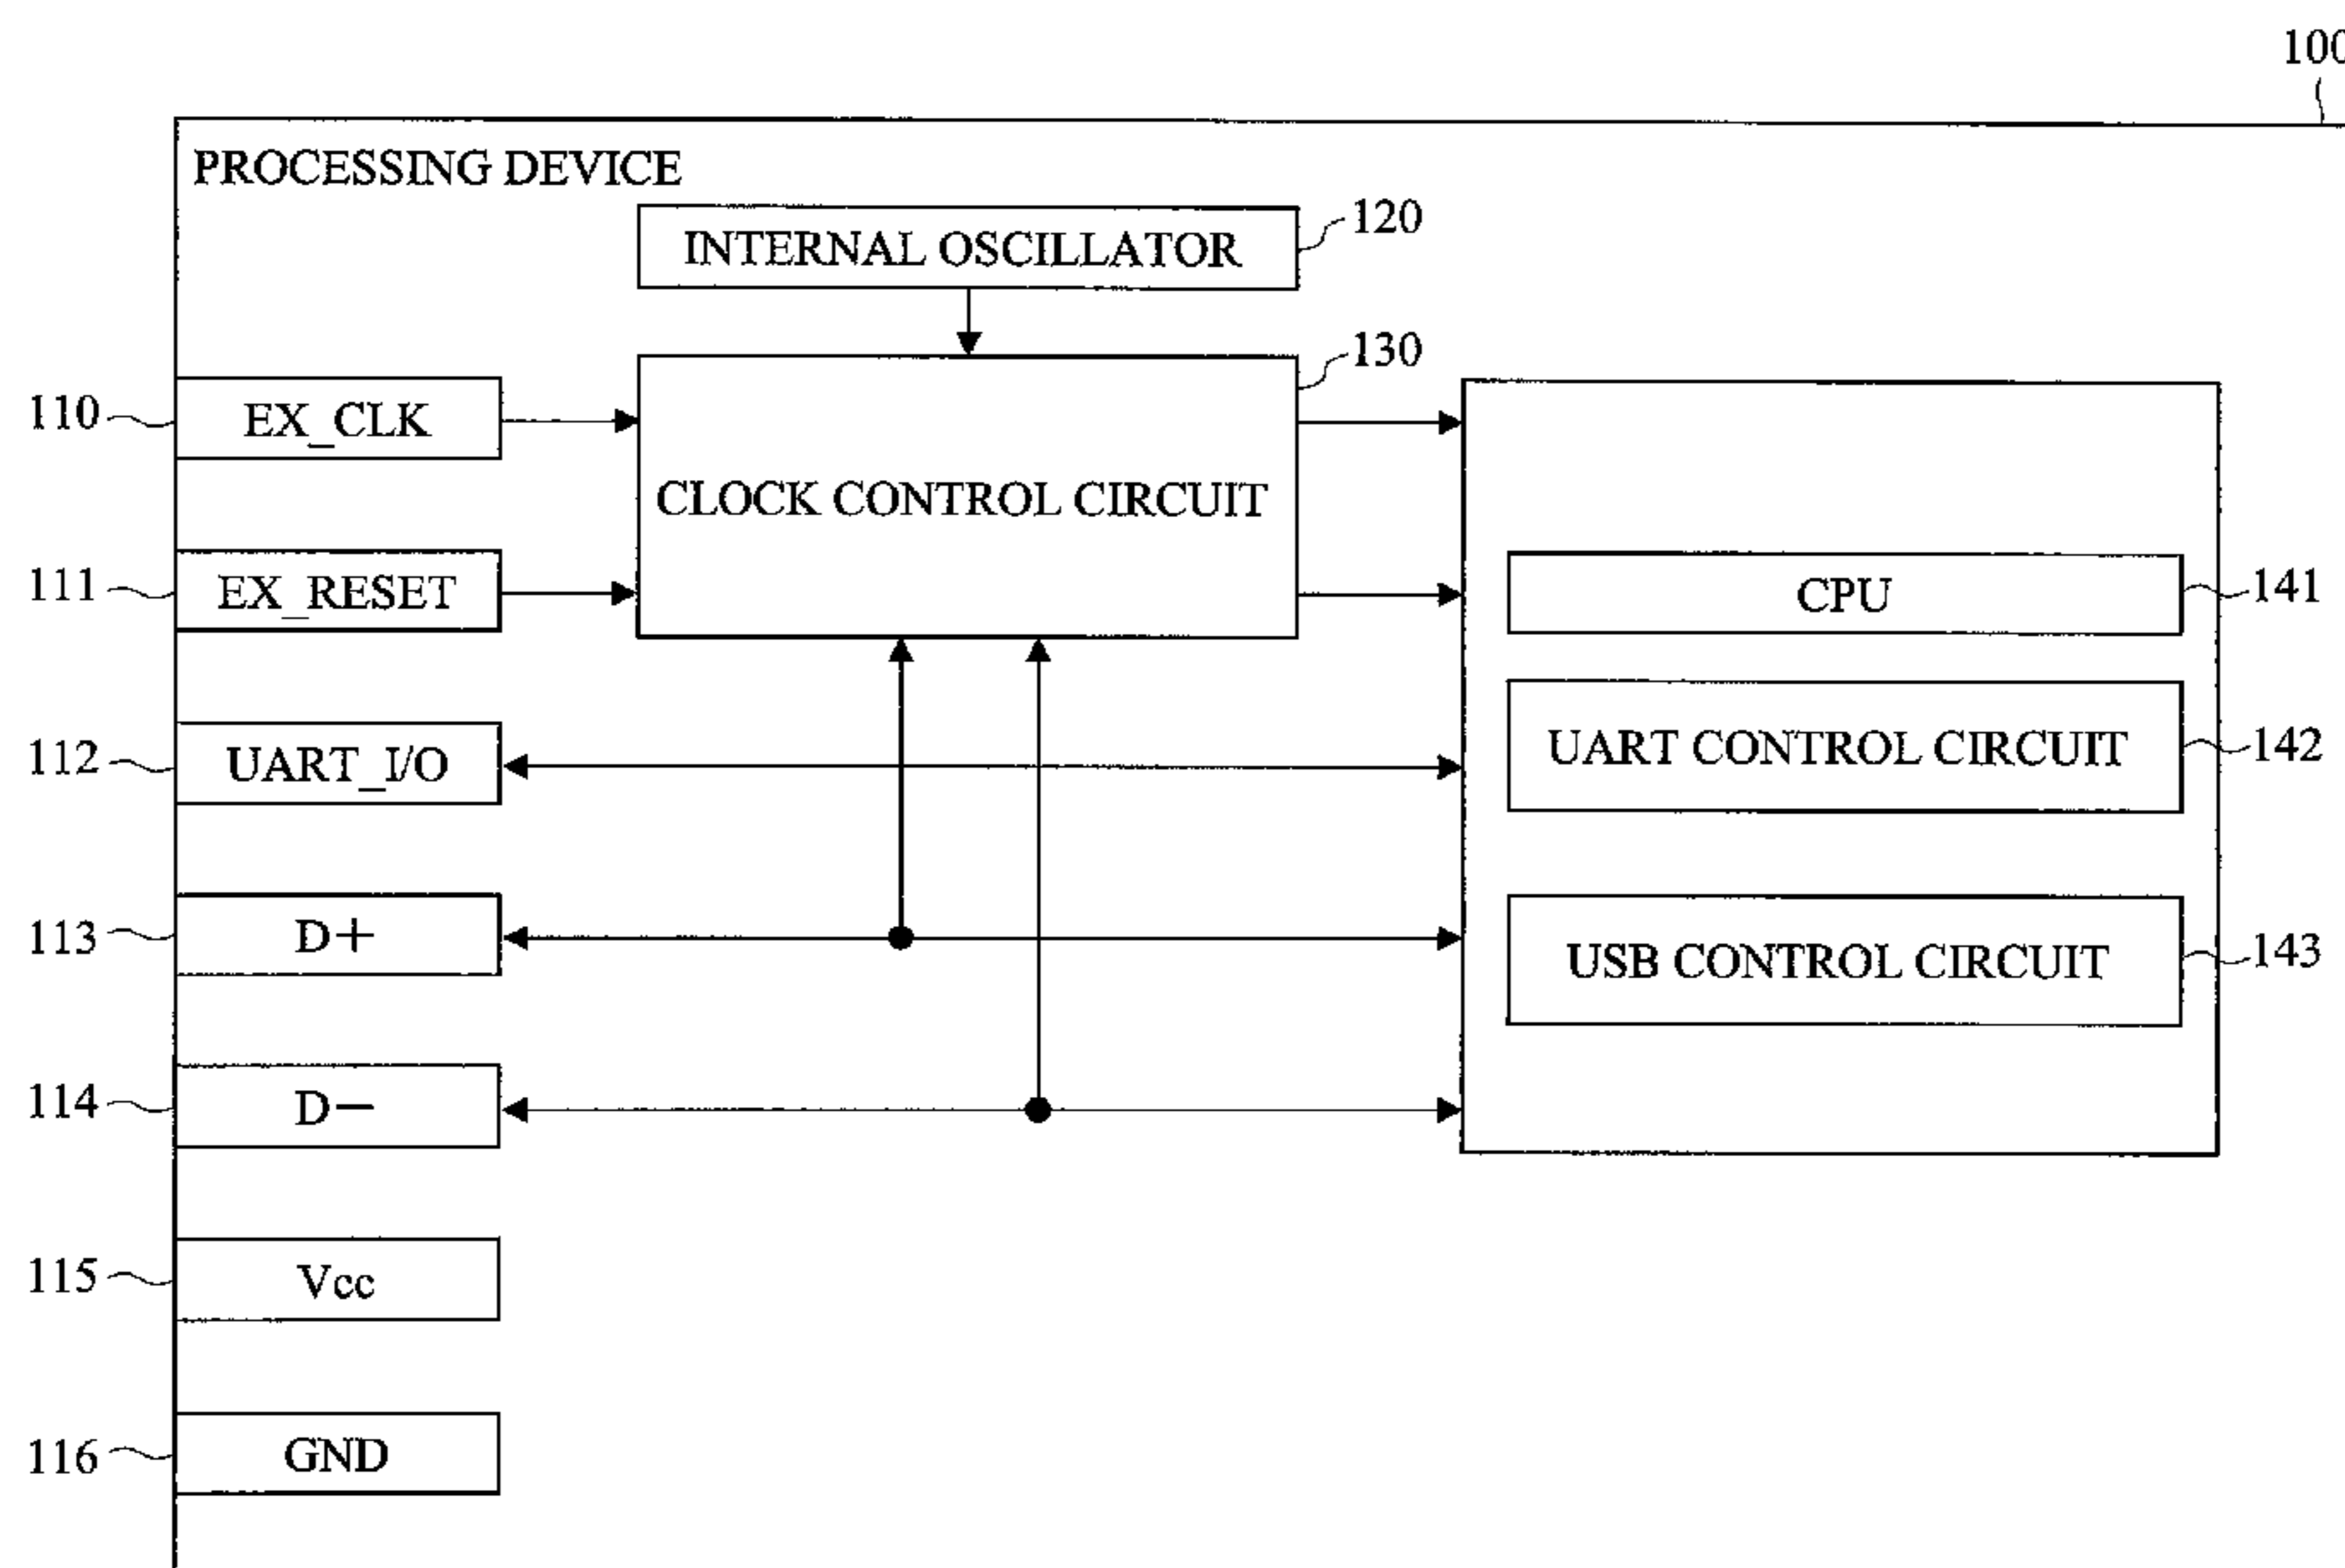 100
PROCESSING DEVICE
INTERNAL OSCILLATOR
120
130
110
EX_CLK
CLOCK CONTROL CIRCUIT
111
EX_RESET
CPU
141
112
UART_I/O
UART CONTROL CIRCUIT
142
113
D+
USB CONTROL CIRCUIT
143
114
D−
115
Vcc
116
GND